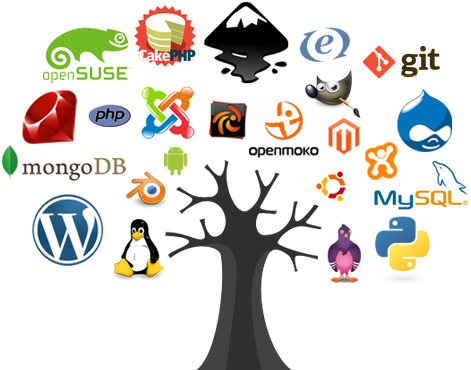 openSUSE
CakePHP
e
git
php
openmoko
mongoDB
MySQL®
W